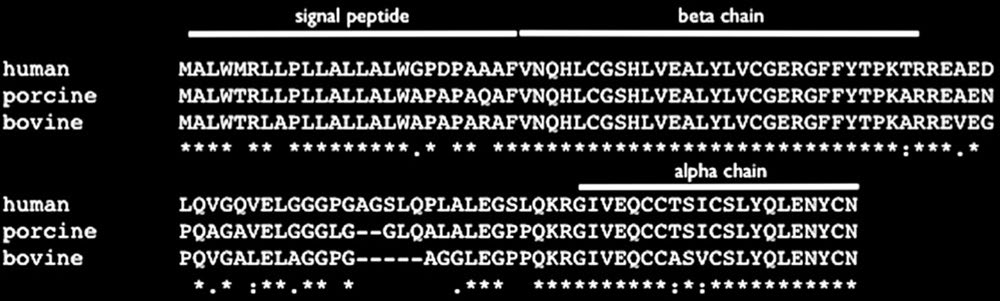 signal peptide beta chain
human MALWMRLLPLLALLALWGPDPAAAFVNQHLCGSHLVEALYLVCGERGFFYTPKTRREAED
porcine MALWTRLLPLLALLALWAPAPAQAFVNQHLCGSHLVEALYLVCGERGFFYTPKARREAEN
bovine MALWTRLAPLLALLALWAPAPARAFVNQHLCGSHLVEALYLVCGERGFFYTPKARREVEG
**** ** *********.* ** *****************************:***.*
alpha chain
human LQVGQVELGGGPGAGSLQPLALEGSLQKRGIVEQCCTSICSLYQLENYCN
porcine PQAGAVELGGGLG--GLQALALEGPPQKRGIVEQCCTSICSLYQLENYCN
bovine PQVGALELAGGPG-----AGGLEGPPQKRGIVEQCCASVCSLYQLENYCN
*.* :**.** * .*** **********:*:***********